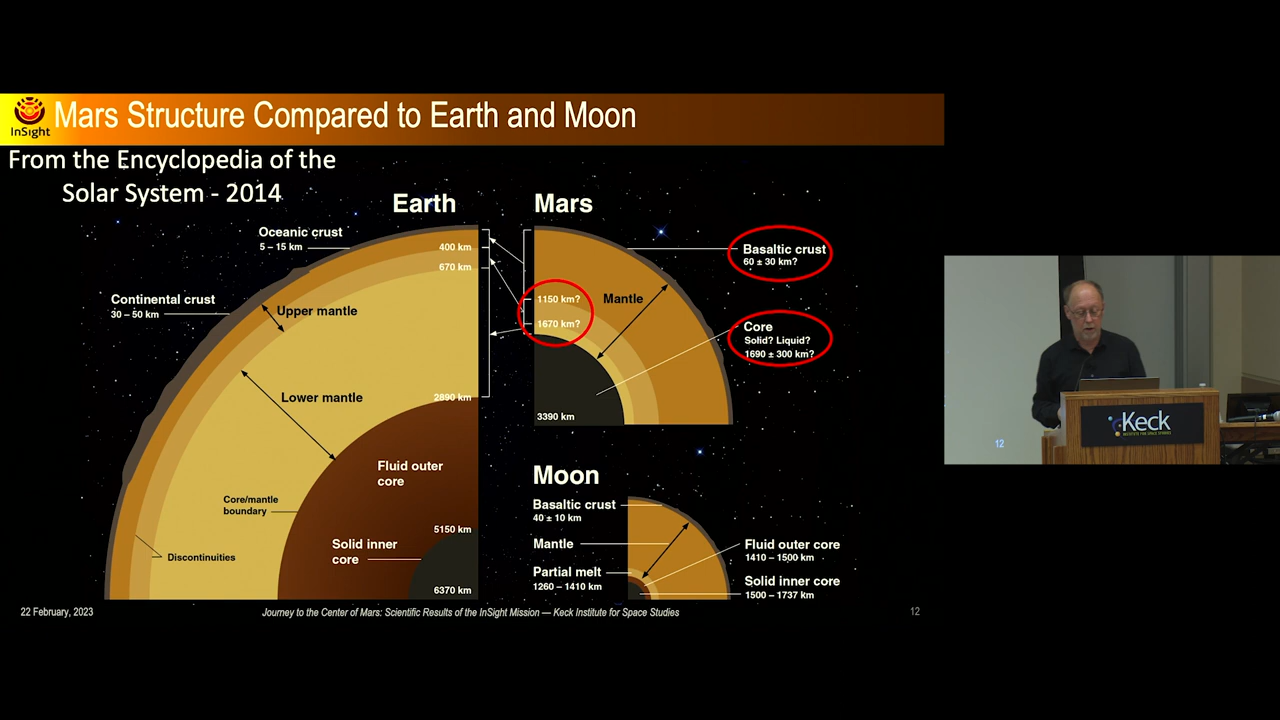 InSight
Mars Structure Compared to Earth and Moon
From the Encyclopedia of the
Solar System - 2014
Earth
Oceanic crust
5 – 15 km
400 km
670 km
Continental crust
30 – 50 km
Upper mantle
Lower mantle
2890 km
Fluid outer
core
Core/mantle
boundary
5150 km
Solid inner
core
Discontinuities
6370 km
Mars
Basaltic crust
60 ± 30 km?
1150 km?
Mantle
1670 km?
Core
Solid? Liquid?
1690 ± 300 km?
3390 km
Moon
Basaltic crust
40 ± 10 km
Mantle
Partial melt
1260 – 1410 km
Fluid outer core
1410 – 1500 km
Solid inner core
1500 – 1737 km
22 February, 2023
Journey to the Center of Mars: Scientific Results of the InSight Mission — Keck Institute for Space Studies
12
12
Keck
INSTITUTE FOR SPACE STUDIES